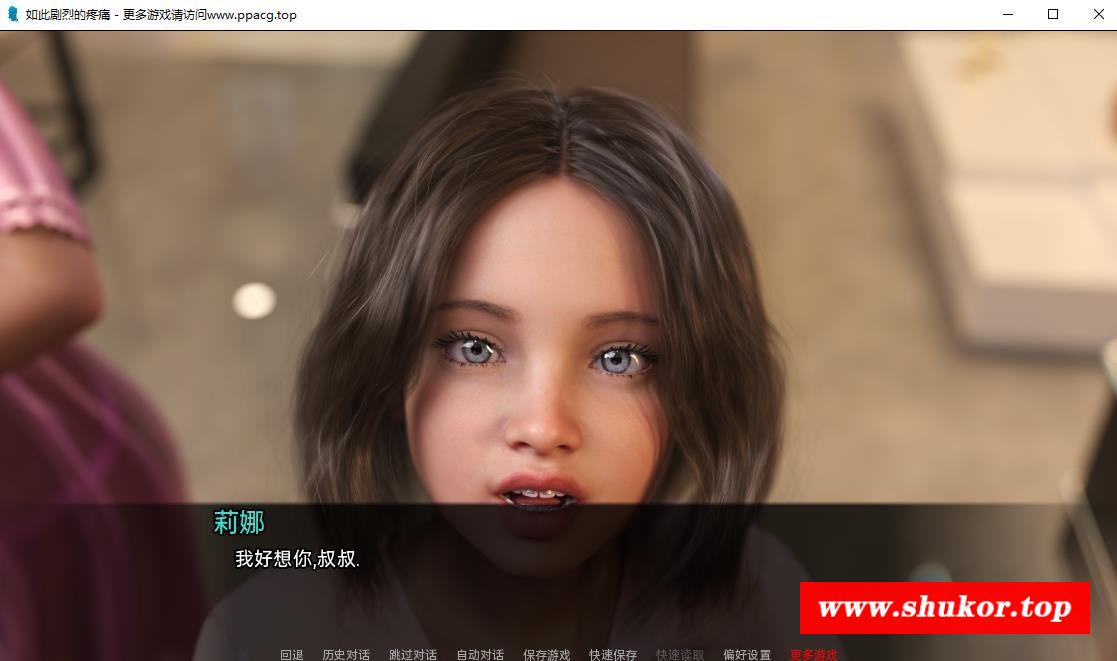 如此剧烈的疼痛 - 更多游戏请访问www.ppacg.top
莉娜
我好想你,叔叔.
www.shukor.top
回退 历史对话 跳过对话 自动对话 保存游戏 快速保存 快速读取 偏好设置 更多游戏